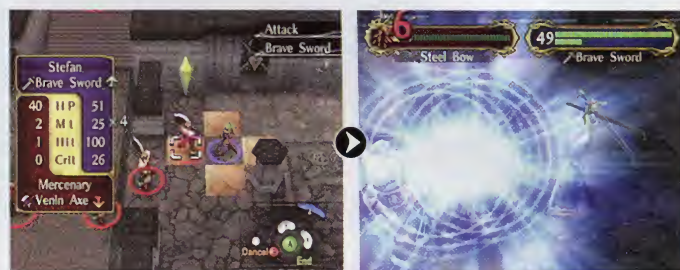 Attack
Brave Sword
Stefan
Brave Sword
40 HP 51
2 Mt 25 ×4
1 Hit 100
0 Crit 26
Mercenary
Venin Axe
Cancel
A
End
6
Steel Bow
49
Brave Sword